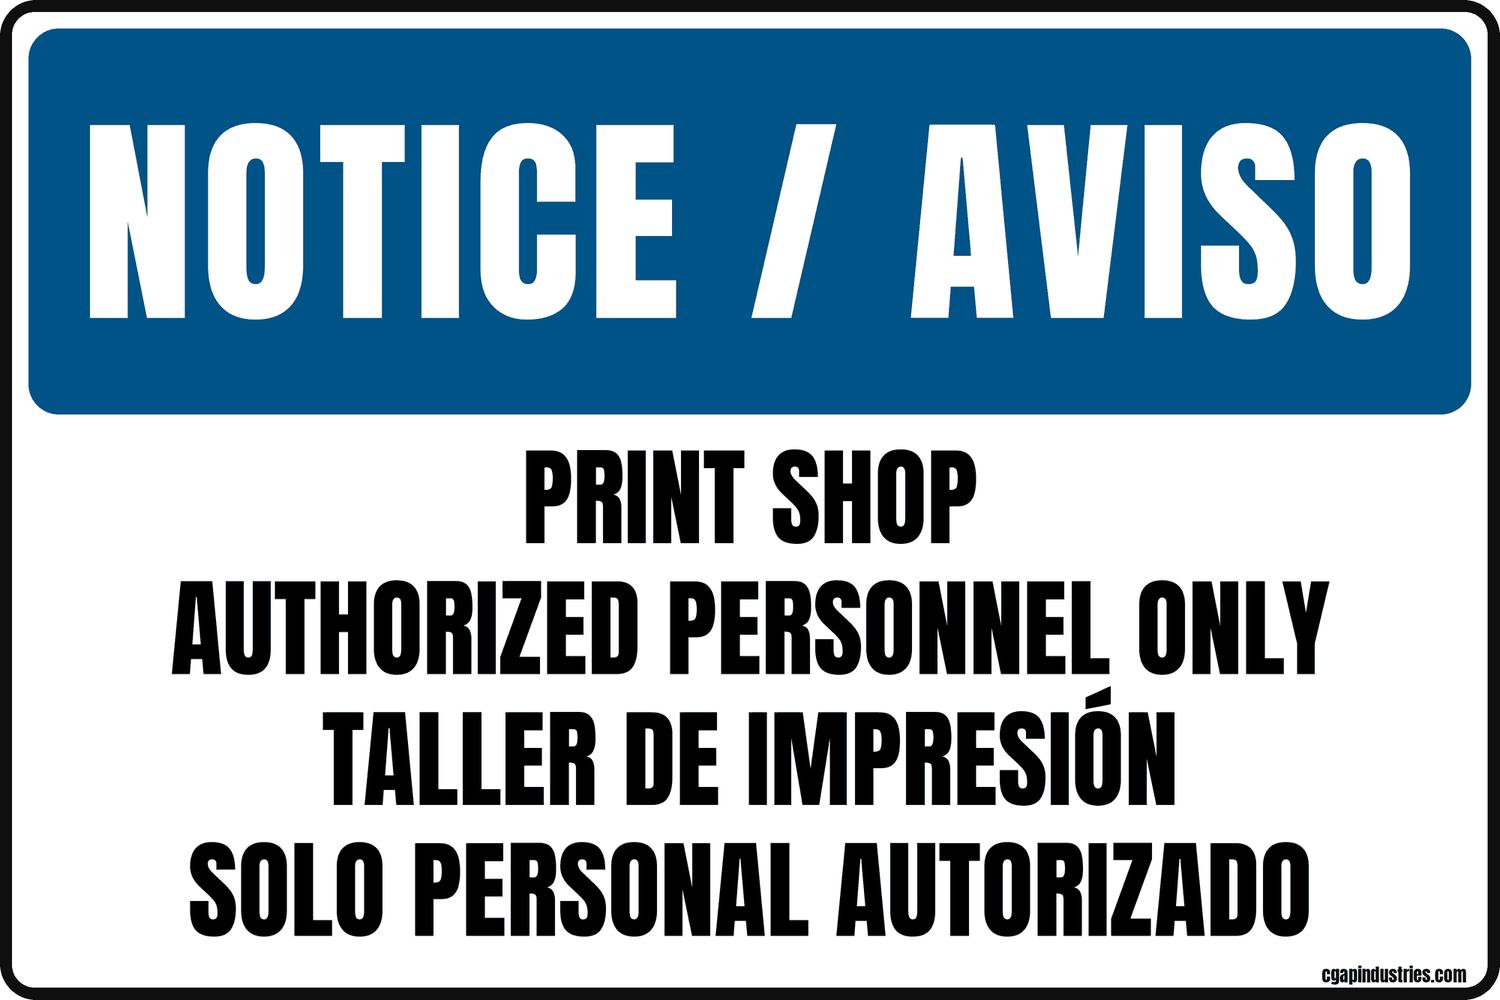 NOTICE / AVISO
PRINT SHOP
AUTHORIZED PERSONNEL ONLY
TALLER DE IMPRESIÓN
SOLO PERSONAL AUTORIZADO
cgapindustries.com